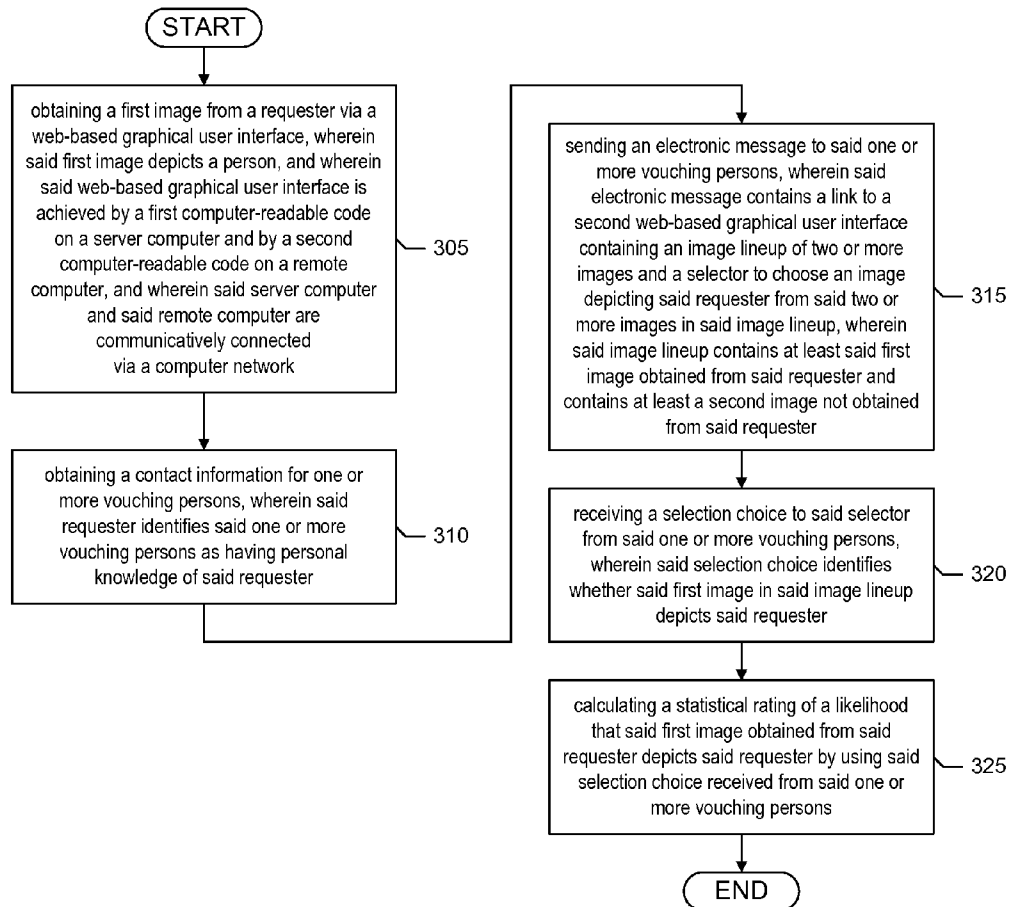 START
obtaining a first image from a requester via a
web-based graphical user interface, wherein
said first image depicts a person, and wherein
said web-based graphical user interface is
achieved by a first computer-readable code
on a server computer and by a second
computer-readable code on a remote
computer, and wherein said server computer
and said remote computer are
communicatively connected
via a computer network
305
obtaining a contact information for one or
more vouching persons, wherein said
requester identifies said one or more
vouching persons as having personal
knowledge of said requester
310
sending an electronic message to said one or
more vouching persons, wherein said
electronic message contains a link to a
second web-based graphical user interface
containing an image lineup of two or more
images and a selector to choose an image
depicting said requester from said two or
more images in said image lineup, wherein
said image lineup contains at least said first
image obtained from said requester and
contains at least a second image not obtained
from said requester
315
receiving a selection choice to said selector
from said one or more vouching persons,
wherein said selection choice identifies
whether said first image in said image lineup
depicts said requester
320
calculating a statistical rating of a likelihood
that said first image obtained from said
requester depicts said requester by using said
selection choice received from said one or
more vouching persons
325
END